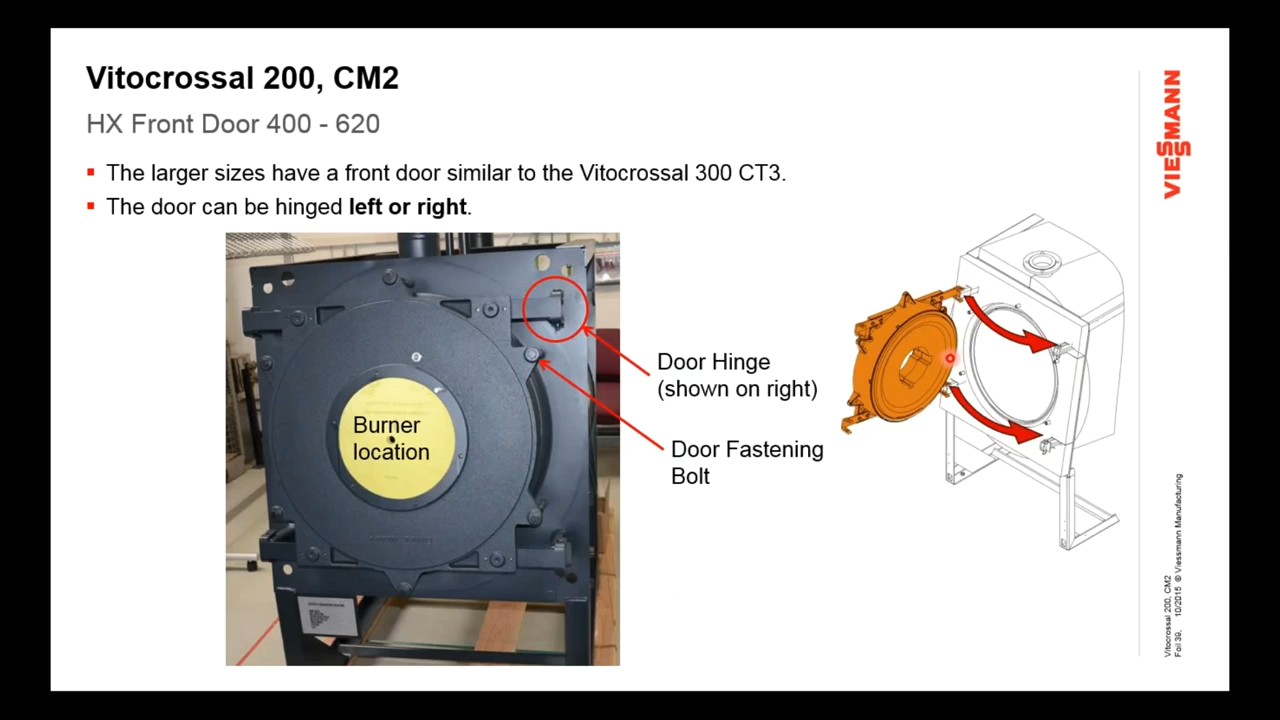 Vitocrossal 200, CM2
HX Front Door 400 - 620
The larger sizes have a front door similar to the Vitocrossal 300 CT3.
The door can be hinged left or right.
Burner
location
Door Hinge
(shown on right)
Door Fastening
Bolt
VIESSMANN
Vitocrossal 200, CM2
Foil 39, 10/2015 © Viessmann Manufacturing